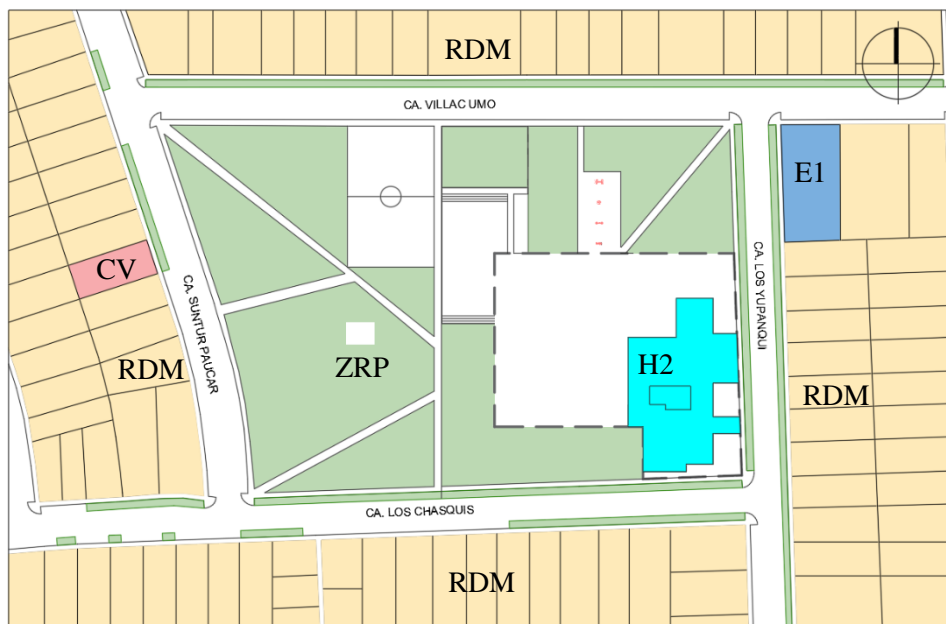 RDM
CA. VILLAC UMO
E1
CV
CA. SUNTUR PAUCAR
CA. LOS YUPANQUI
RDM
ZRP
H2
RDM
CA. LOS CHASQUIS
RDM